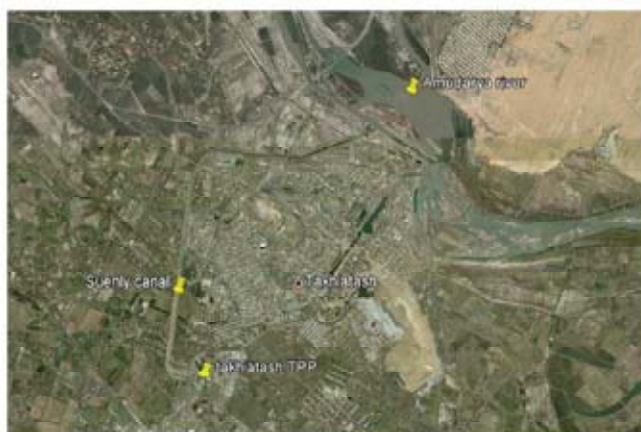 Amudarya river
Suenly canal
Takhiatash
takhiatash TPP